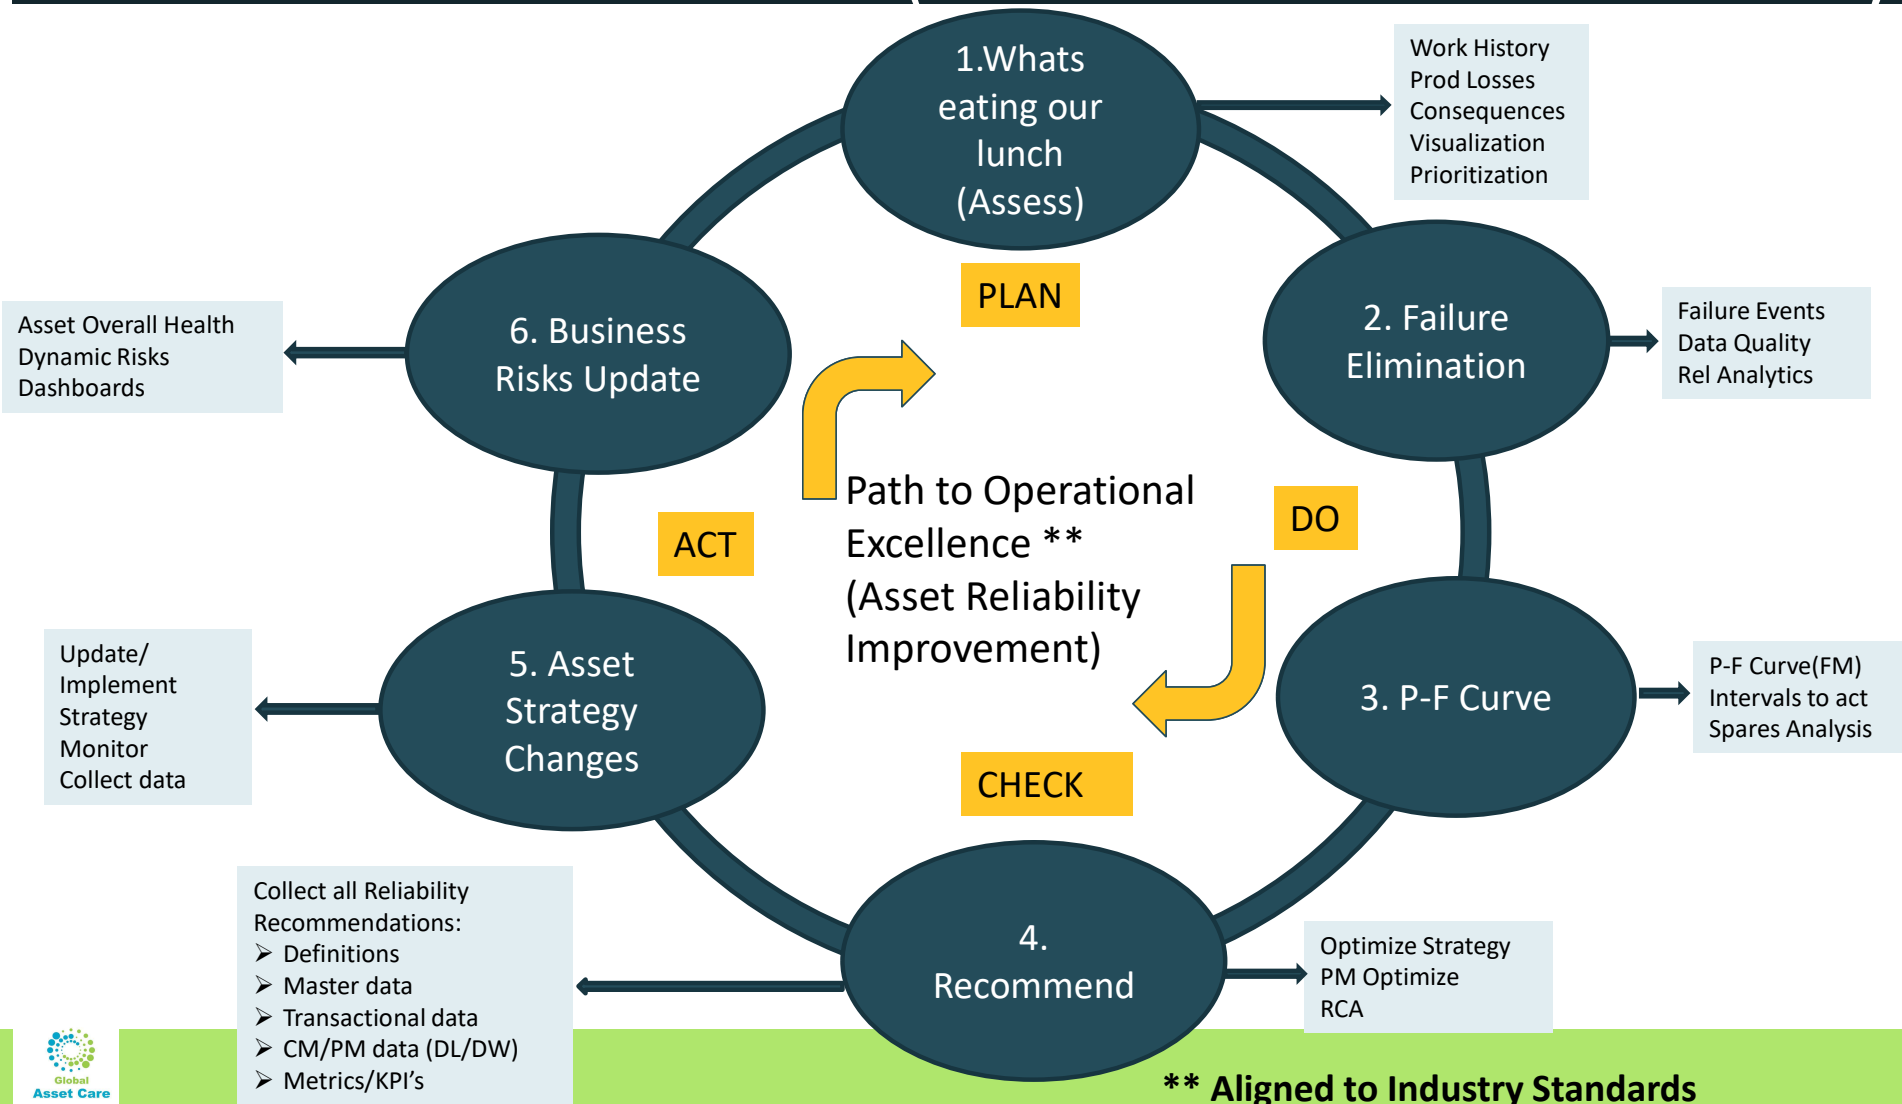 1.Whats
eating our
lunch
(Assess)
Work History
Prod Losses
Consequences
Visualization
Prioritization
PLAN
2. Failure
Elimination
Failure Events
Data Quality
Rel Analytics
6. Business
Risks Update
Asset Overall Health
Dynamic Risks
Dashboards
Path to Operational
Excellence **
(Asset Reliability
Improvement)
DO
ACT
3. P-F Curve
P-F Curve(FM)
Intervals to act
Spares Analysis
5. Asset
Strategy
Changes
Update/
Implement
Strategy
Monitor
Collect data
CHECK
4.
Recommend
Optimize Strategy
PM Optimize
RCA
Collect all Reliability
Recommendations:
➢ Definitions
➢ Master data
➢ Transactional data
➢ CM/PM data (DL/DW)
➢ Metrics/KPI's
Global
Asset Care
** Aligned to Industry Standards